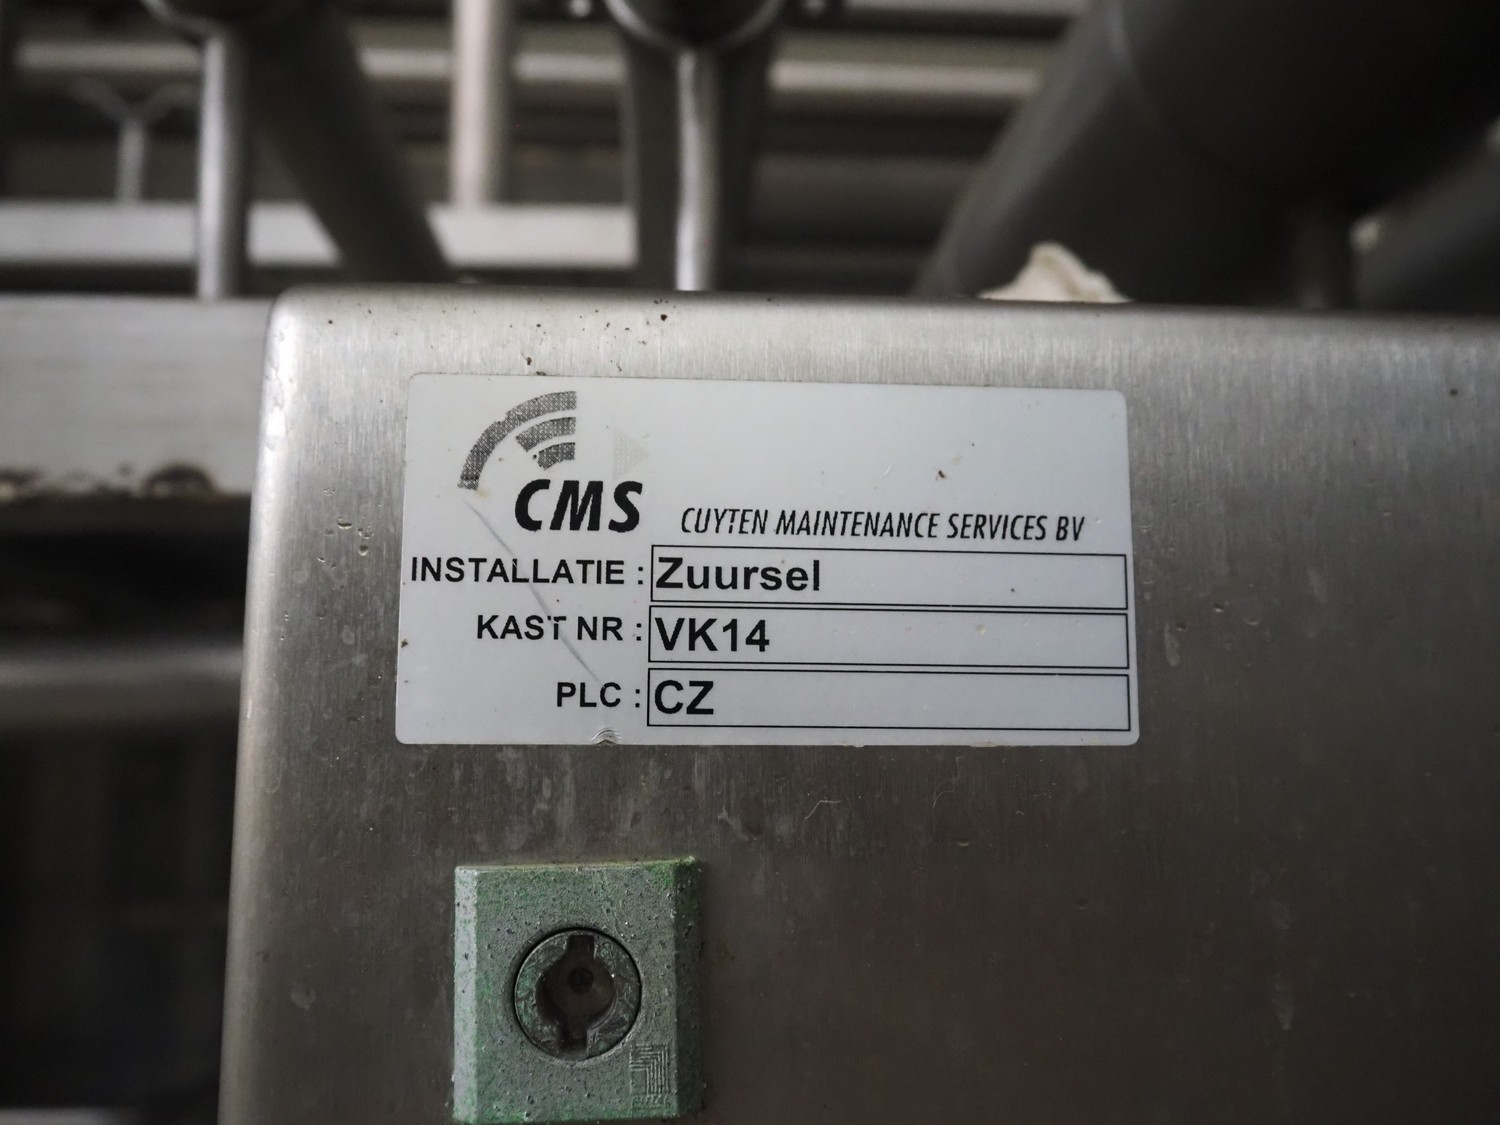 CMS CUYTEN MAINTENANCE SERVICES BV
INSTALLATIE : Zuursel
KAST NR : VK14
PLC : CZ